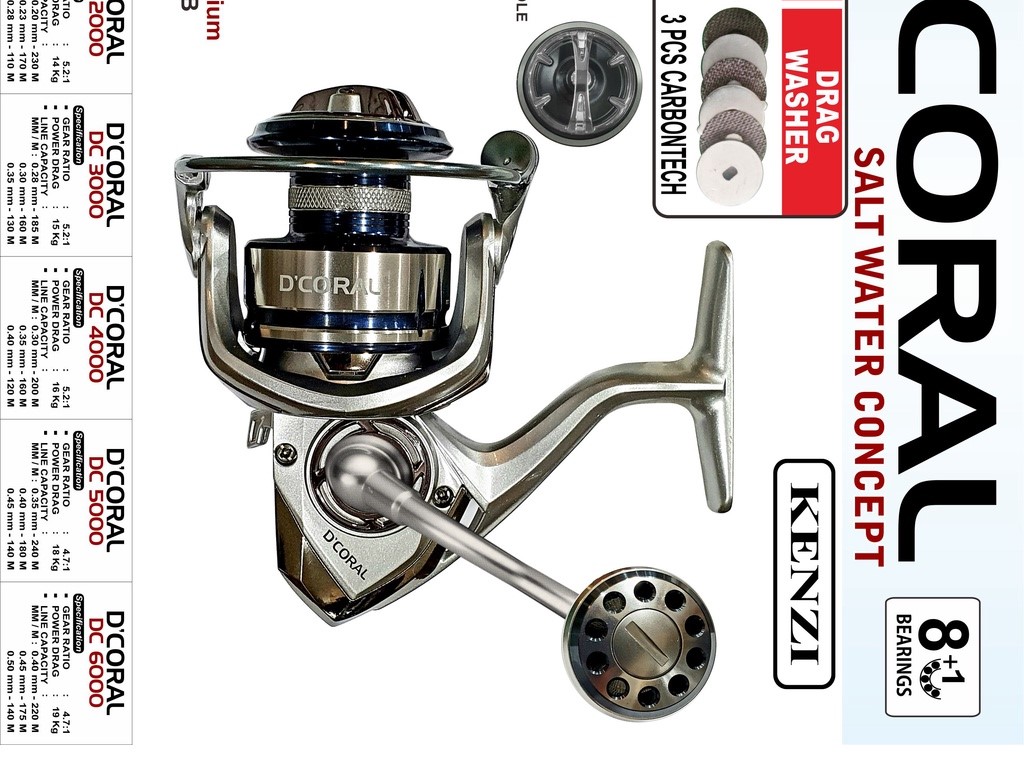 CORAL
SALT WATER CONCEPT
8+1
BEARINGS
DRAG
WASHER
3 PCS CARBONTECH
KENZI
D'CORAL
D'CORAL
D'CORAL
2000
: 5.2:1
: 14 Kg
0.20 mm - 230 M
0.23 mm - 170 M
0.28 mm - 110 M
D'CORAL
DC 3000
Specification
▪ GEAR RATIO : 5.2:1
▪ POWER DRAG : 15 Kg
▪ LINE CAPACITY :
MM / M : 0.28 mm - 185 M
0.30 mm - 160 M
0.35 mm - 130 M
D'CORAL
DC 4000
Specification
▪ GEAR RATIO : 5.2:1
▪ POWER DRAG : 16 Kg
▪ LINE CAPACITY :
MM / M : 0.30 mm - 200 M
0.35 mm - 160 M
0.40 mm - 120 M
D'CORAL
DC 5000
Specification
▪ GEAR RATIO : 4.7:1
▪ POWER DRAG : 18 Kg
▪ LINE CAPACITY :
MM / M : 0.35 mm - 240 M
0.40 mm - 180 M
0.45 mm - 140 M
D'CORAL
DC 6000
Specification
▪ GEAR RATIO : 4.7:1
▪ POWER DRAG : 19 Kg
▪ LINE CAPACITY :
MM / M : 0.40 mm - 220 M
0.45 mm - 175 M
0.50 mm - 140 M